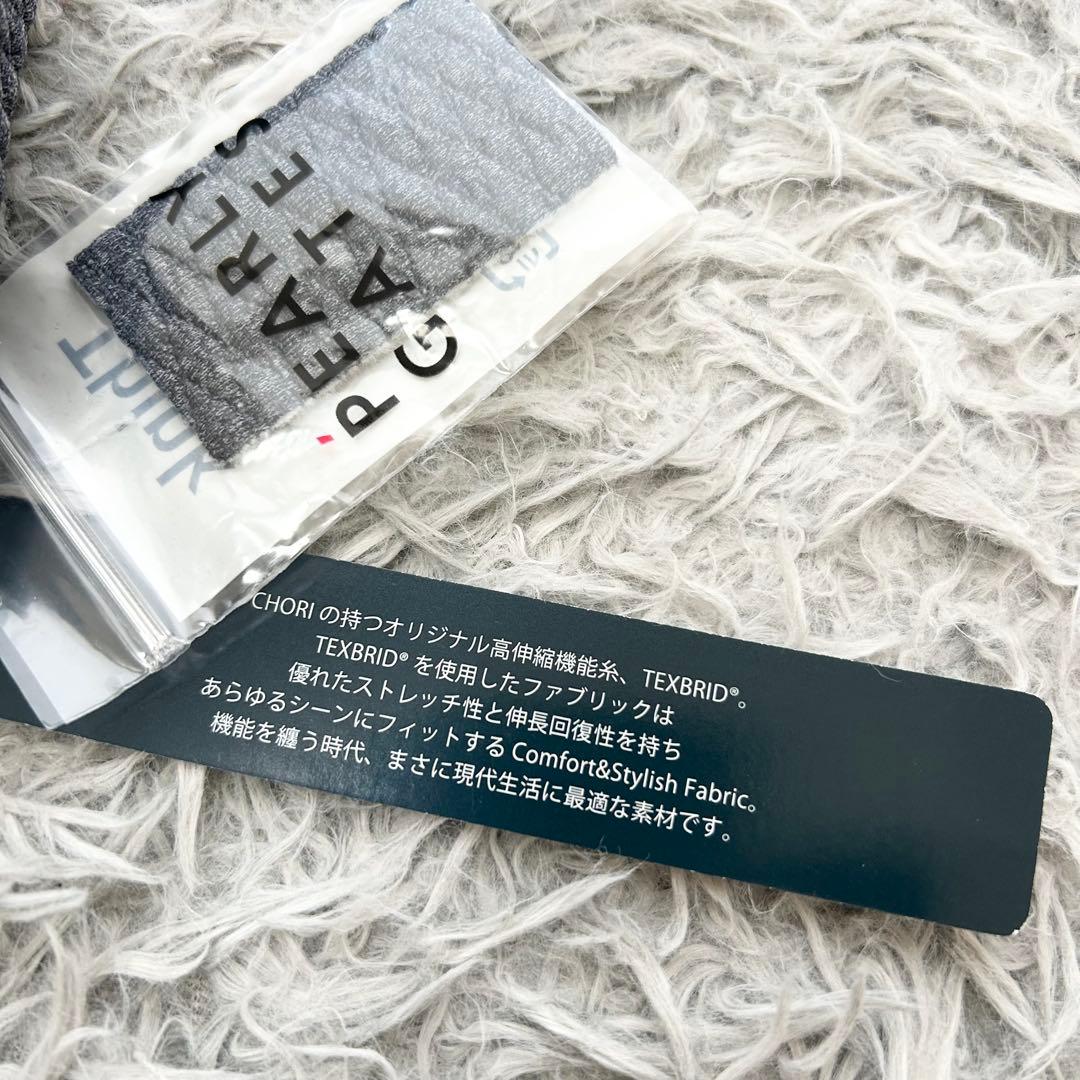 PEARLY
GATES
PG
CHORI の持つオリジナル高伸縮機能糸、TEXBRID®。
TEXBRID® を使用したファブリックは
優れたストレッチ性と伸長回復性を持ち
あらゆるシーンにフィットする Comfort&Stylish Fabric。
機能を纏う時代、まさに現代生活に最適な素材です。